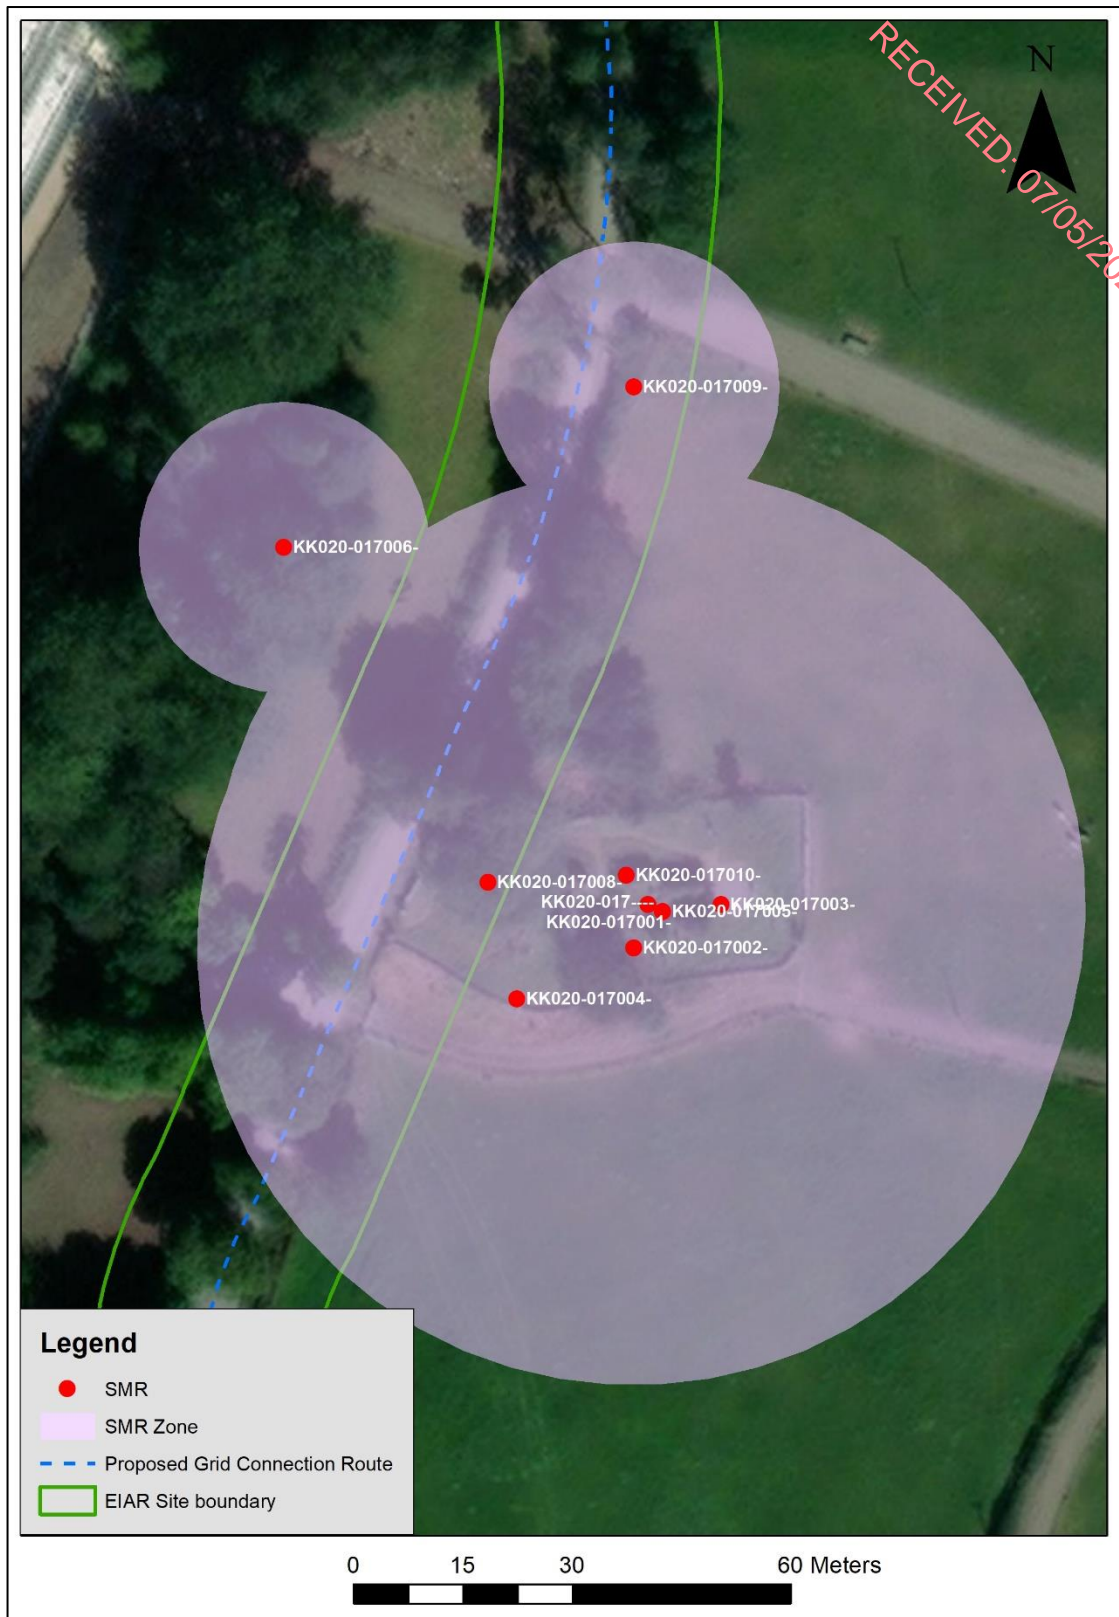 RECEIVED: 07/05/20
N
KK020-017009-
KK020-017006-
KK020-017010-
KK020-017008-
KK020-017----
KK020-017003-
KK020-017005-
KK020-017001-
KK020-017002-
KK020-017004-
Legend
SMR
SMR Zone
Proposed Grid Connection Route
EIAR Site boundary
0 15 30 60 Meters